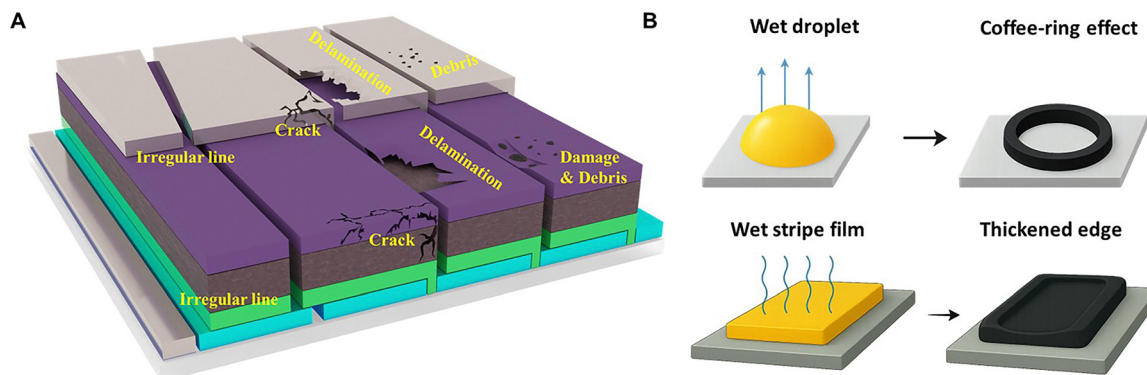 A
Delamination
Debris
Crack
Irregular line
Delamination
Damage
& Debris
Crack
Irregular line
B
Wet droplet
Coffee-ring effect
Wet stripe film
Thickened edge